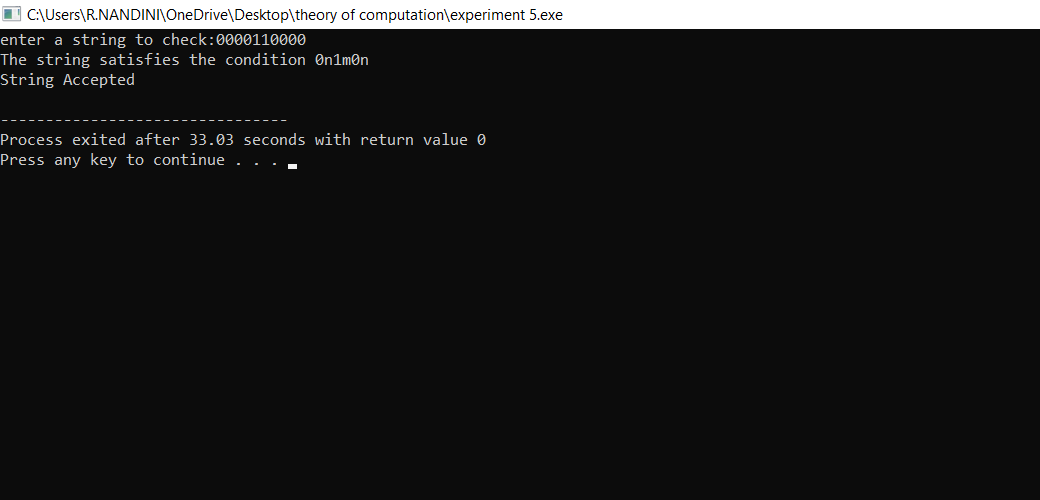 C:\Users\R.NANDINI\OneDrive\Desktop\theory of computation\experiment 5.exe
enter a string to check:0000110000
The string satisfies the condition 0n1m0n
String Accepted
--------------------------------
Process exited after 33.03 seconds with return value 0
Press any key to continue . . .